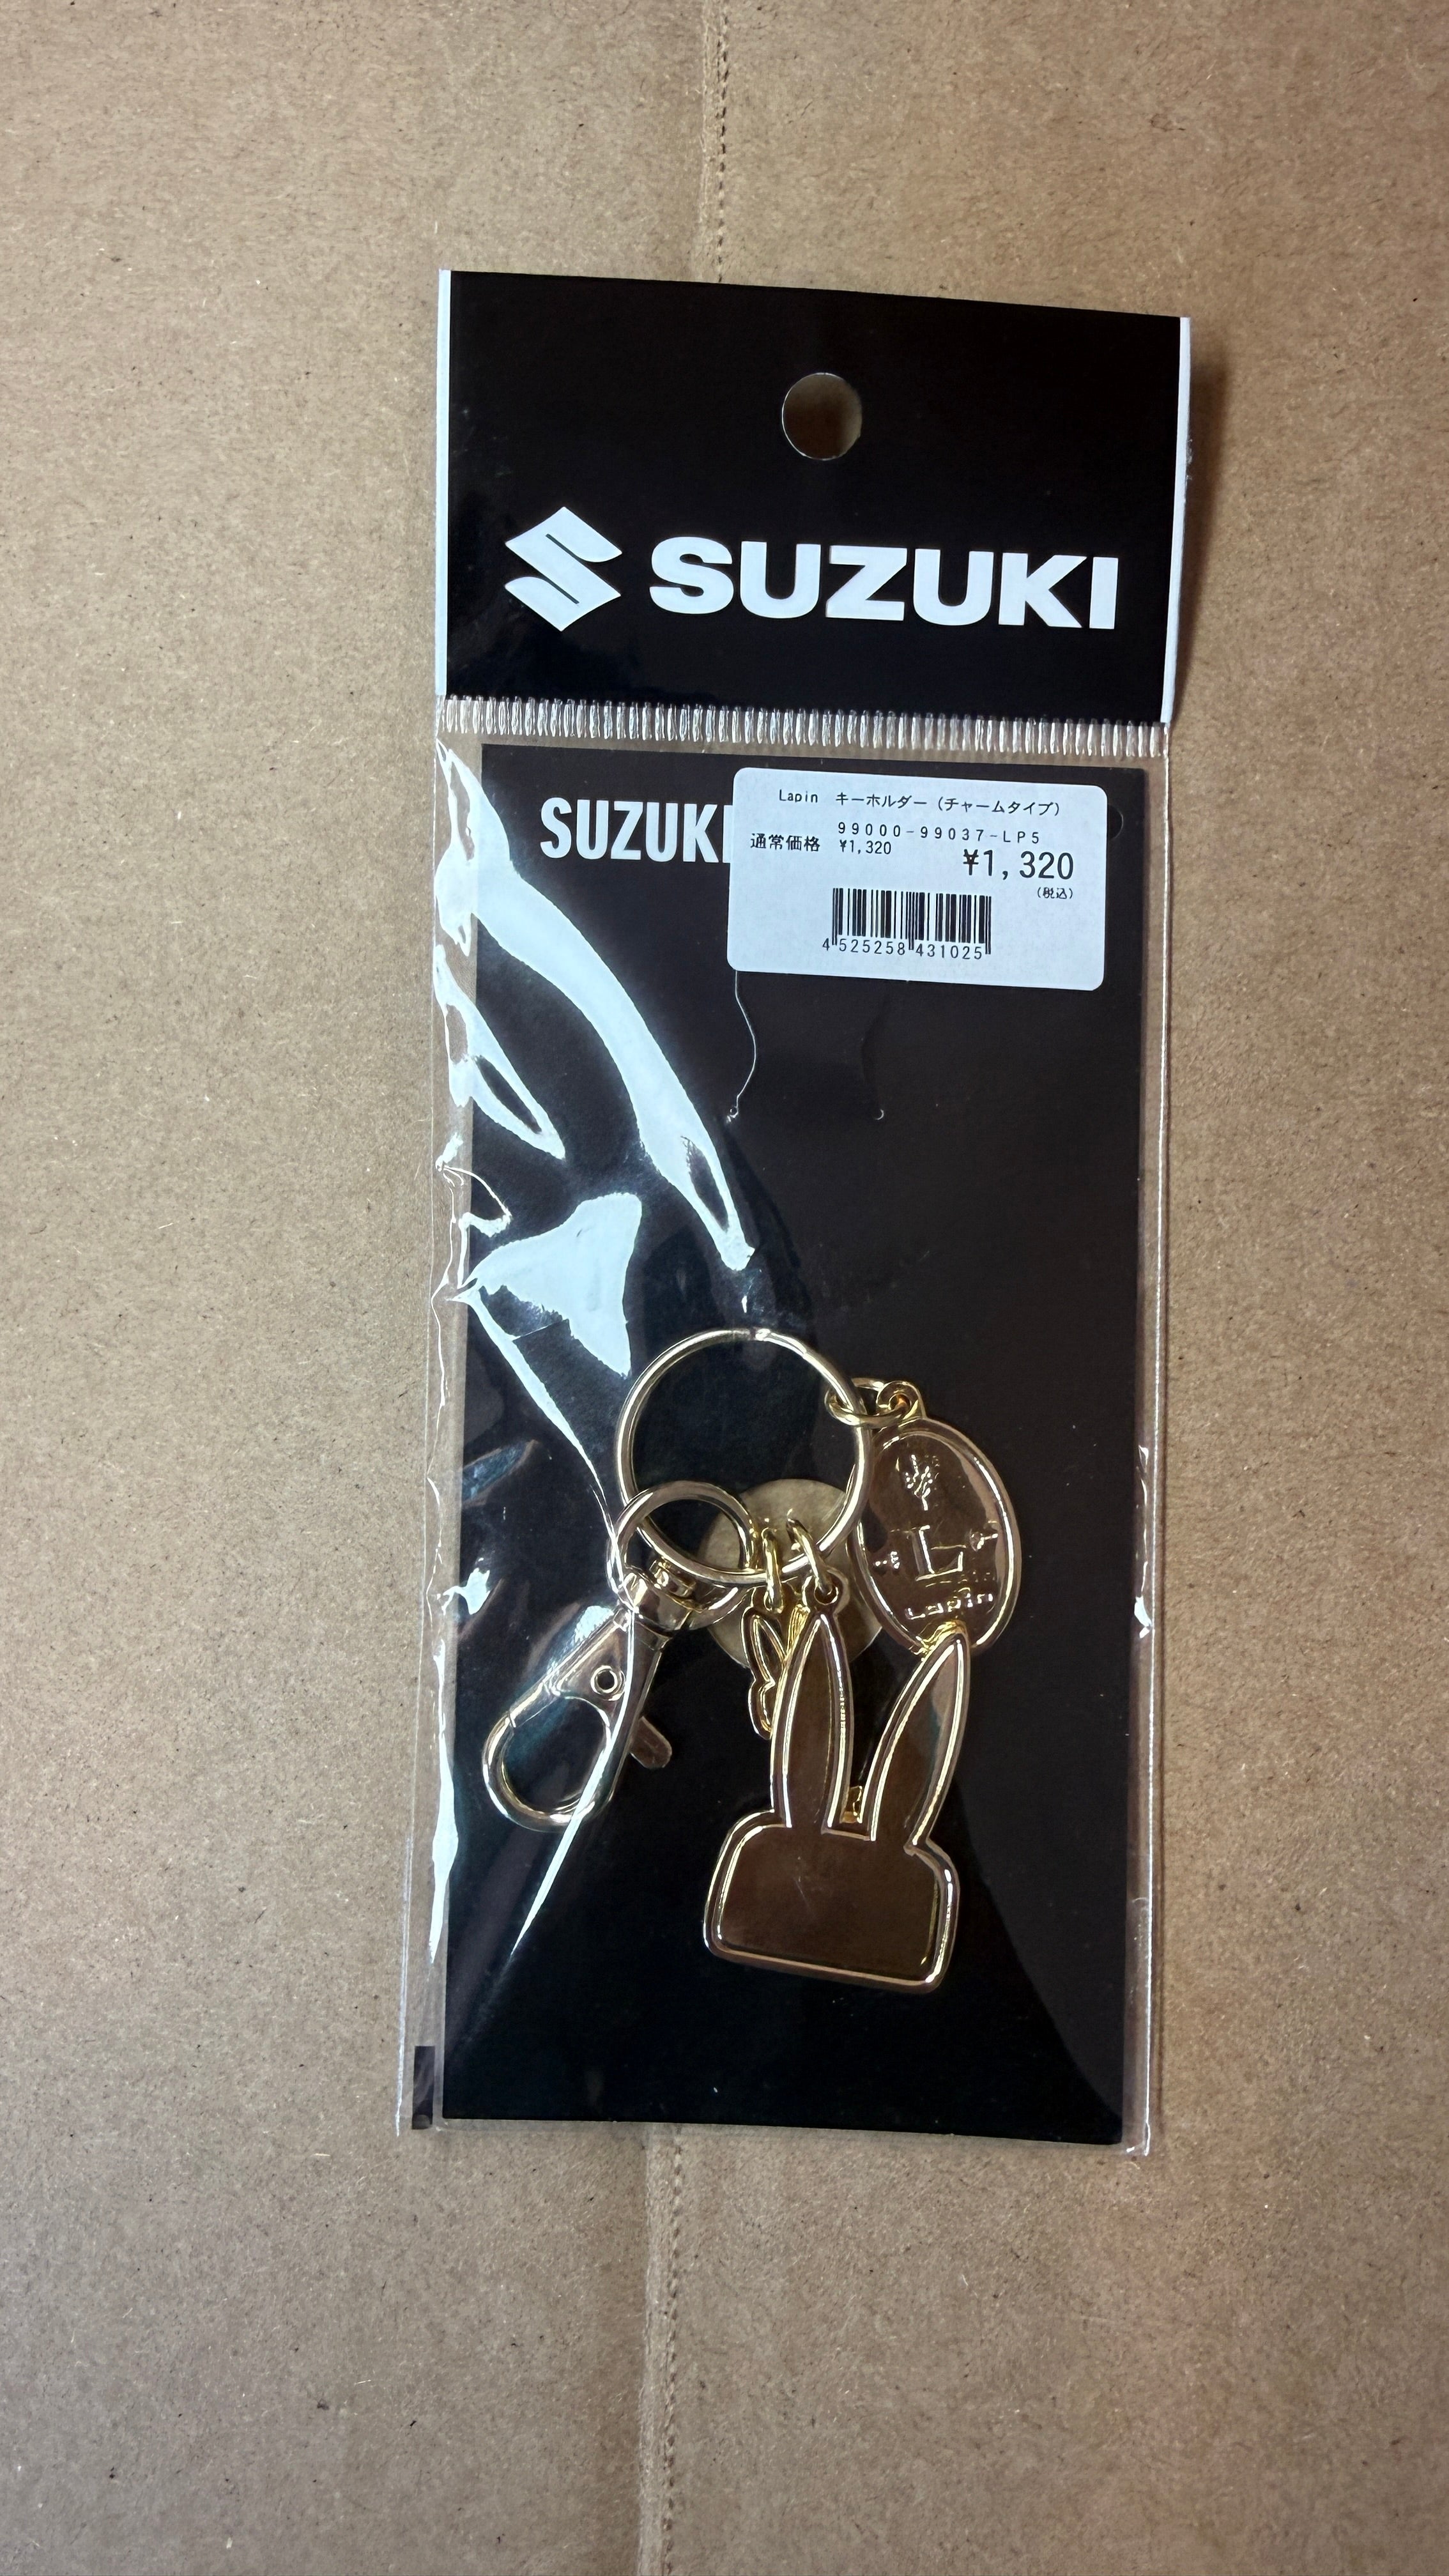 SUZUKI
SUZUKI
Lapin キーホルダー(チャームタイプ)
99000-99037-LP5
通常価格 ¥1,320
¥1,320
(税込)
4 525258 431025
L
Lapin